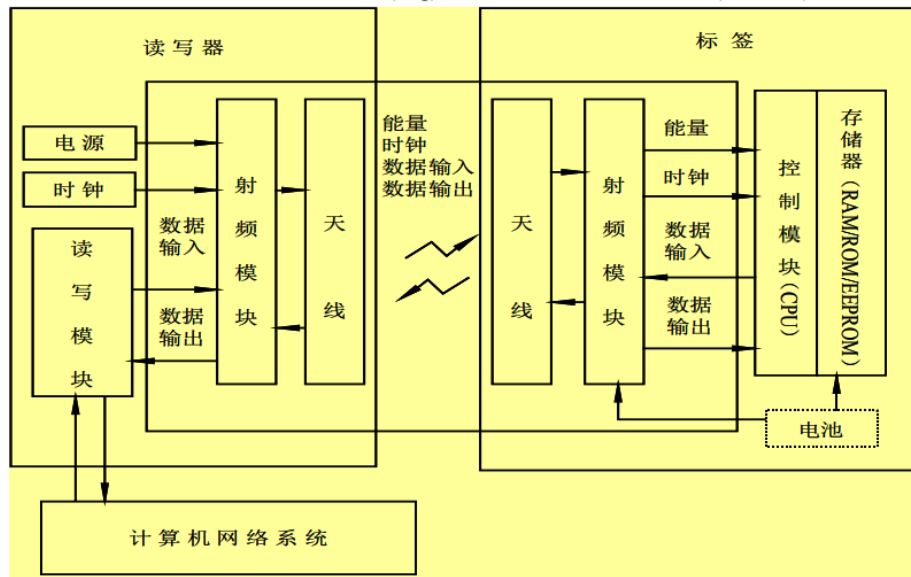 读写器
标签
电源
时钟
读写模块
数据
输入
数据
输出
射频模块
天线
能量
时钟
数据输入
数据输出
天线
射频模块
能量
时钟
数据
输入
数据
输出
控制模块(CPU)
存储器(RAM/ROM/EEPROM)
电池
计算机网络系统